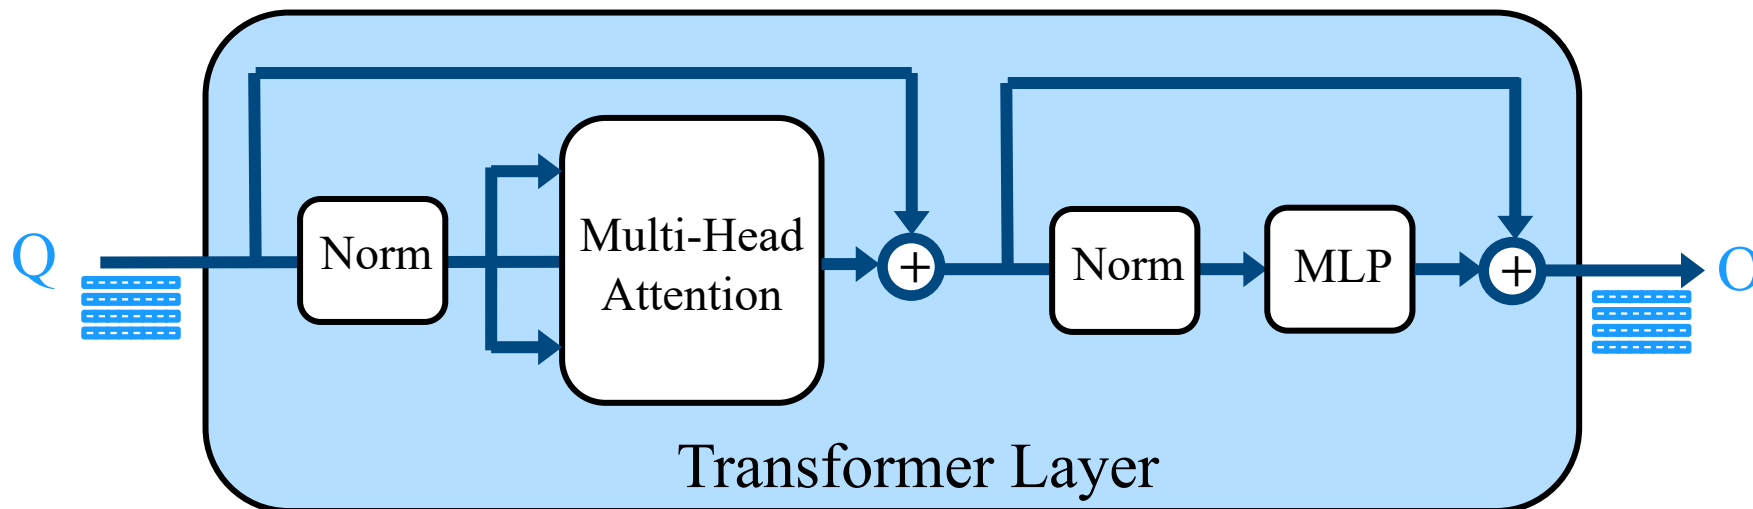 Q
Norm
Multi-Head
Attention
+
Norm
MLP
+
O
Transformer Layer